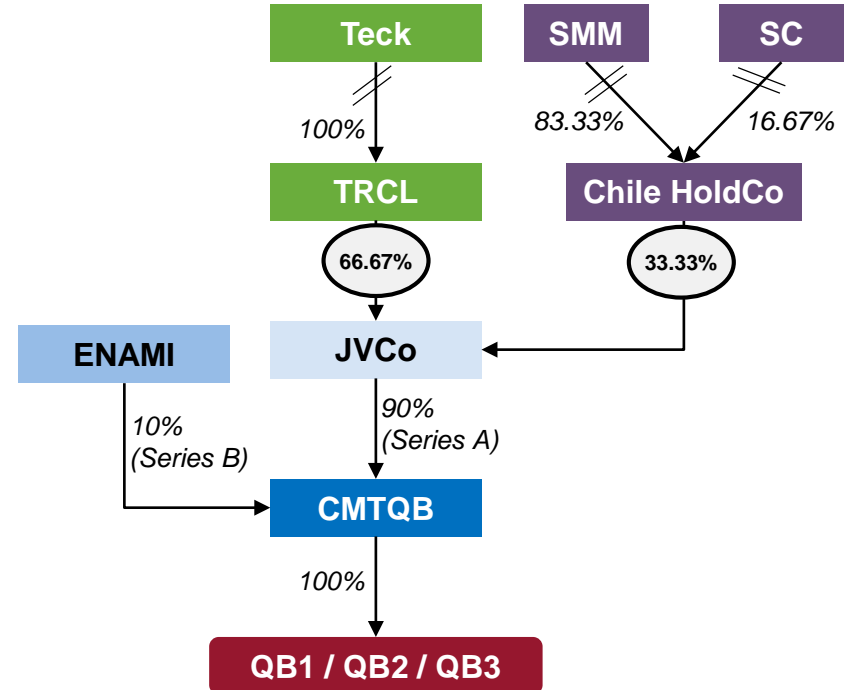 Teck
SMM
SC
100%
83.33%
16.67%
TRCL
Chile HoldCo
66.67%
33.33%
ENAMI
JVCo
10%
(Series B)
90%
(Series A)
CMTQB
100%
QB1 / QB2 / QB3